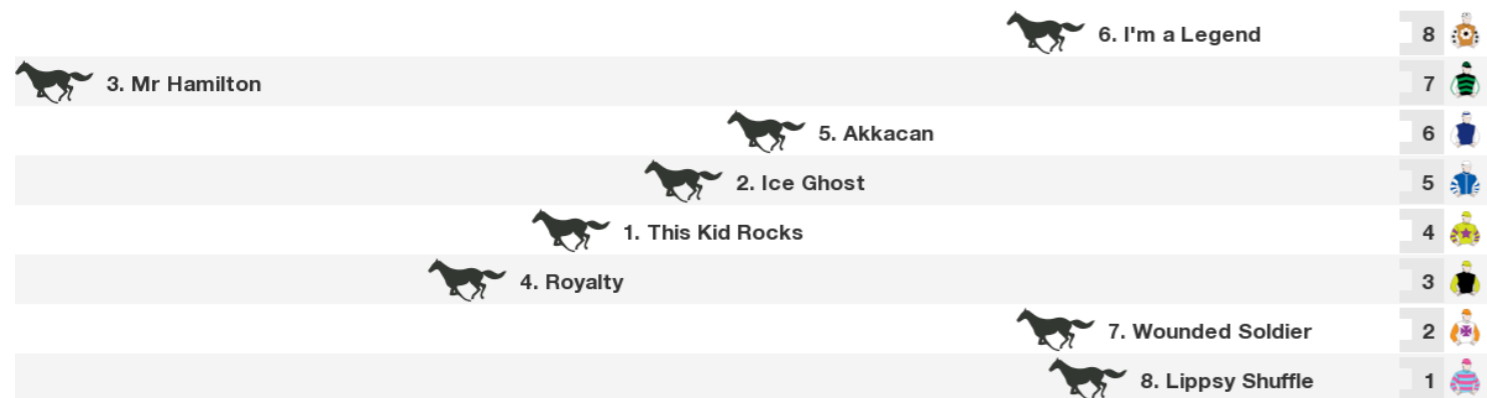 6. I'm a Legend 8
3. Mr Hamilton 7
5. Akkacan 6
2. Ice Ghost 5
1. This Kid Rocks 4
4. Royalty 3
7. Wounded Soldier 2
8. Lippsy Shuffle 1